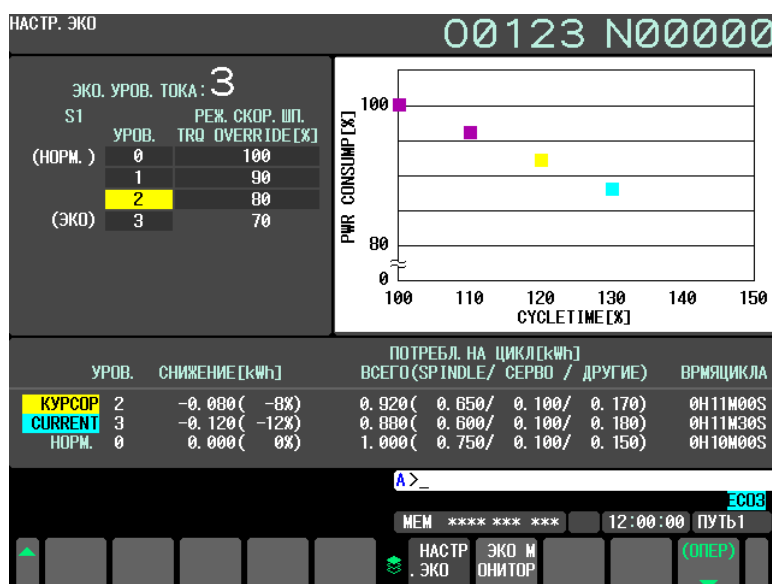 НАСТР. ЭКО
O0123 N00000
ЭКО. УРОВ. ТОКА: 3
S1 РЕЖ. СКОР. ШП.
УРОВ. TRQ OVERRIDE[%]
(НОРМ. ) 0 100
1 90
2 80
(ЭКО) 3 70
PWR CONSUMP[%]
100
80
0
100 110 120 130 140 150
CYCLETIME[%]
ПОТРЕБЛ. НА ЦИКЛ[kWh]
УРОВ. СНИЖЕНИЕ[kWh] ВСЕГО(SPINDLE/ СЕРВО / ДРУГИЕ) ВРМЯЦИКЛА
КУРСОР 2 -0.080( -8%) 0.920( 0.650/ 0.100/ 0.170) 0H11M00S
CURRENT 3 -0.120( -12%) 0.880( 0.600/ 0.100/ 0.180) 0H11M30S
НОРМ. 0 0.000( 0%) 1.000( 0.750/ 0.100/ 0.150) 0H10M00S
A>_
ECO3
MEM **** *** *** 12:00:00 ПУТЬ1
НАСТР
. ЭКО
ЭКО М
ОНИТОР
(ОПЕР)